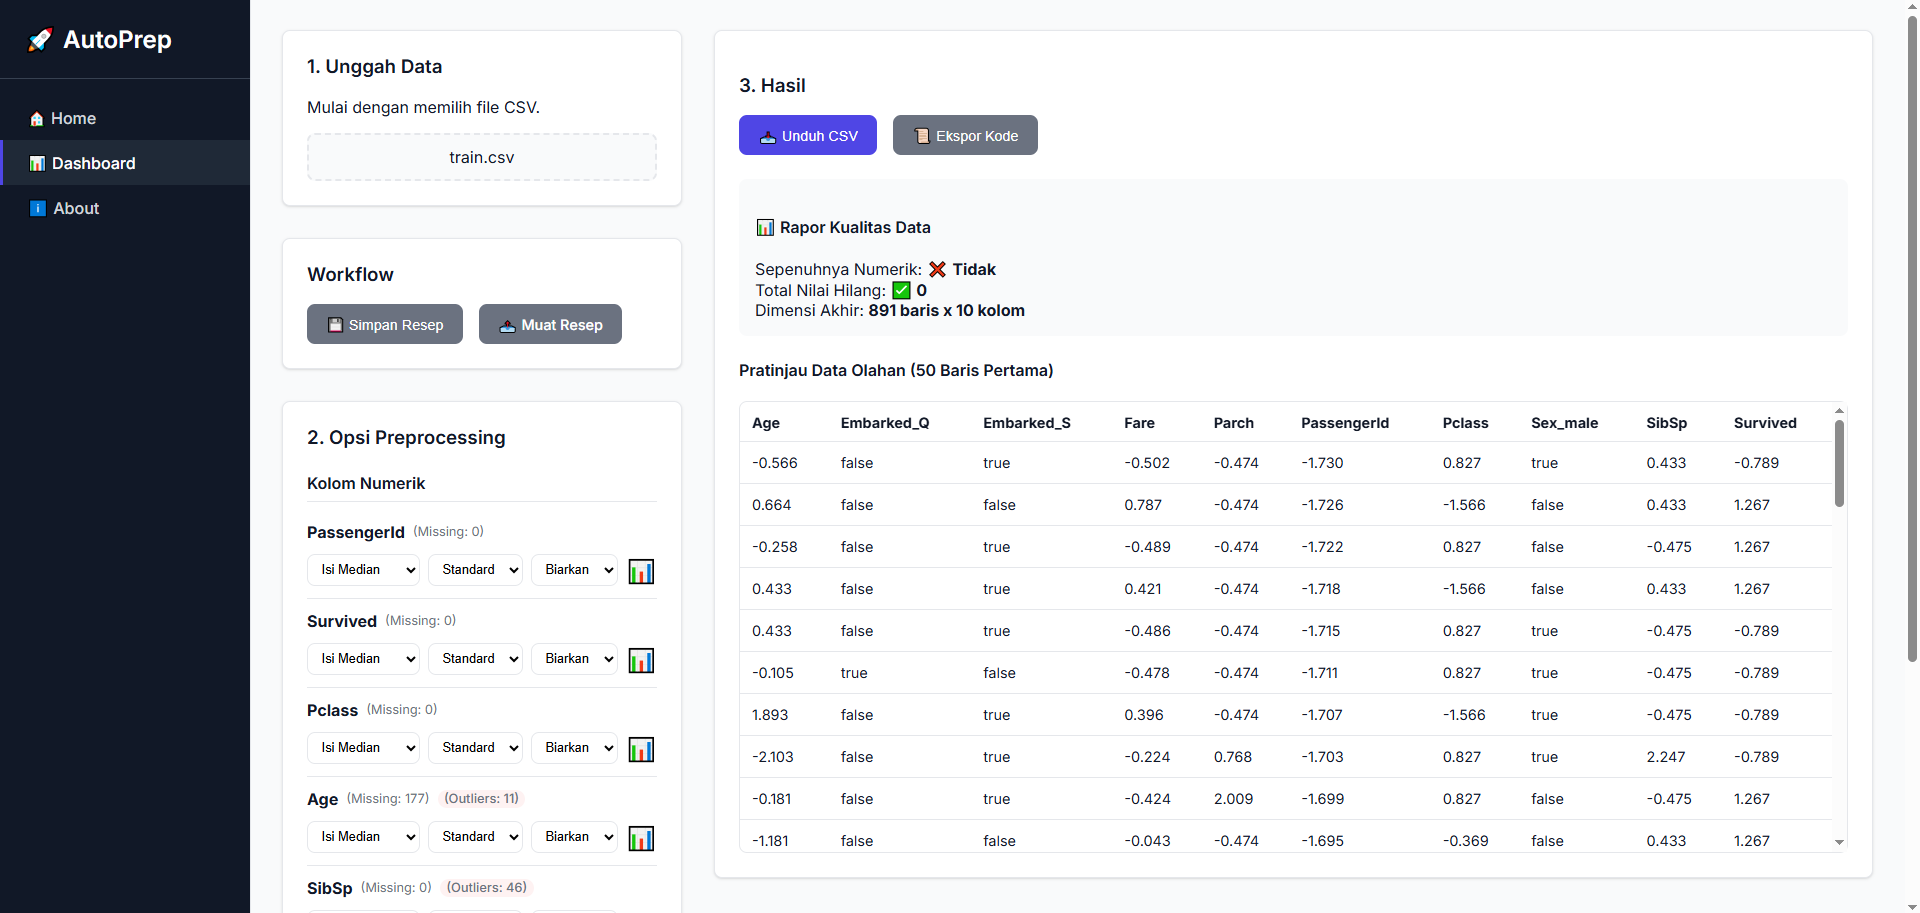 🚀 AutoPrep
🏠 Home
📊 Dashboard
ℹ️ About
1. Unggah Data
Mulai dengan memilih file CSV.
train.csv
Workflow
💾 Simpan Resep 📤 Muat Resep
2. Opsi Preprocessing
Kolom Numerik
PassengerId (Missing: 0)
Isi Median Standard Biarkan 📊
Survived (Missing: 0)
Isi Median Standard Biarkan 📊
Pclass (Missing: 0)
Isi Median Standard Biarkan 📊
Age (Missing: 177) (Outliers: 11)
Isi Median Standard Biarkan 📊
SibSp (Missing: 0) (Outliers: 46)
3. Hasil
📥 Unduh CSV 📜 Ekspor Kode
📊 Rapor Kualitas Data
Sepenuhnya Numerik: ❌ Tidak
Total Nilai Hilang: ✅ 0
Dimensi Akhir: 891 baris x 10 kolom
Pratinjau Data Olahan (50 Baris Pertama)
Age Embarked_Q Embarked_S Fare Parch PassengerId Pclass Sex_male SibSp Survived
-0.566 false true -0.502 -0.474 -1.730 0.827 true 0.433 -0.789
0.664 false false 0.787 -0.474 -1.726 -1.566 false 0.433 1.267
-0.258 false true -0.489 -0.474 -1.722 0.827 false -0.475 1.267
0.433 false true 0.421 -0.474 -1.718 -1.566 false 0.433 1.267
0.433 false true -0.486 -0.474 -1.715 0.827 true -0.475 -0.789
-0.105 true false -0.478 -0.474 -1.711 0.827 true -0.475 -0.789
1.893 false true 0.396 -0.474 -1.707 -1.566 true -0.475 -0.789
-2.103 false true -0.224 0.768 -1.703 0.827 true 2.247 -0.789
-0.181 false true -0.424 2.009 -1.699 0.827 false -0.475 1.267
-1.181 false false -0.043 -0.474 -1.695 -0.369 false 0.433 1.267